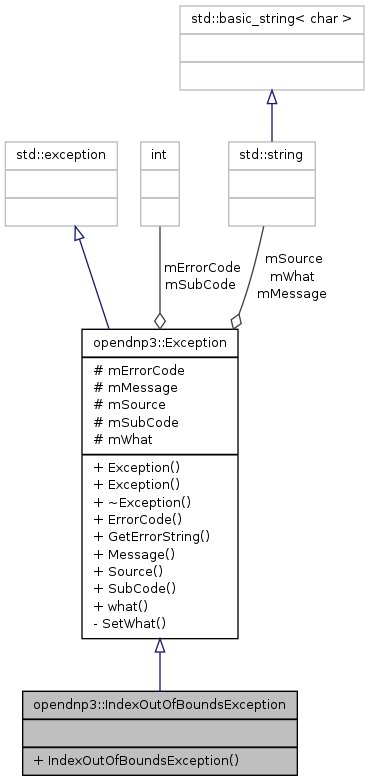 std::basic_string< char >
std::exception
int
std::string
mErrorCode
mSubCode
mSource
mWhat
mMessage
opendnp3::Exception
# mErrorCode
# mMessage
# mSource
# mSubCode
# mWhat
+ Exception()
+ Exception()
+ ~Exception()
+ ErrorCode()
+ GetErrorString()
+ Message()
+ Source()
+ SubCode()
+ what()
- SetWhat()
opendnp3::IndexOutOfBoundsException
+ IndexOutOfBoundsException()